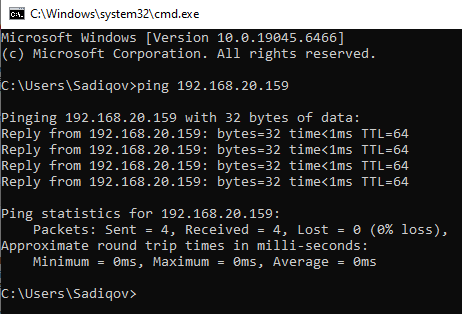 C:\Windows\system32\cmd.exe
Microsoft Windows [Version 10.0.19045.6466]
(c) Microsoft Corporation. All rights reserved.
C:\Users\Sadiqov>ping 192.168.20.159
Pinging 192.168.20.159 with 32 bytes of data:
Reply from 192.168.20.159: bytes=32 time<1ms TTL=64
Reply from 192.168.20.159: bytes=32 time<1ms TTL=64
Reply from 192.168.20.159: bytes=32 time<1ms TTL=64
Reply from 192.168.20.159: bytes=32 time<1ms TTL=64
Ping statistics for 192.168.20.159:
    Packets: Sent = 4, Received = 4, Lost = 0 (0% loss),
Approximate round trip times in milli-seconds:
    Minimum = 0ms, Maximum = 0ms, Average = 0ms
C:\Users\Sadiqov>